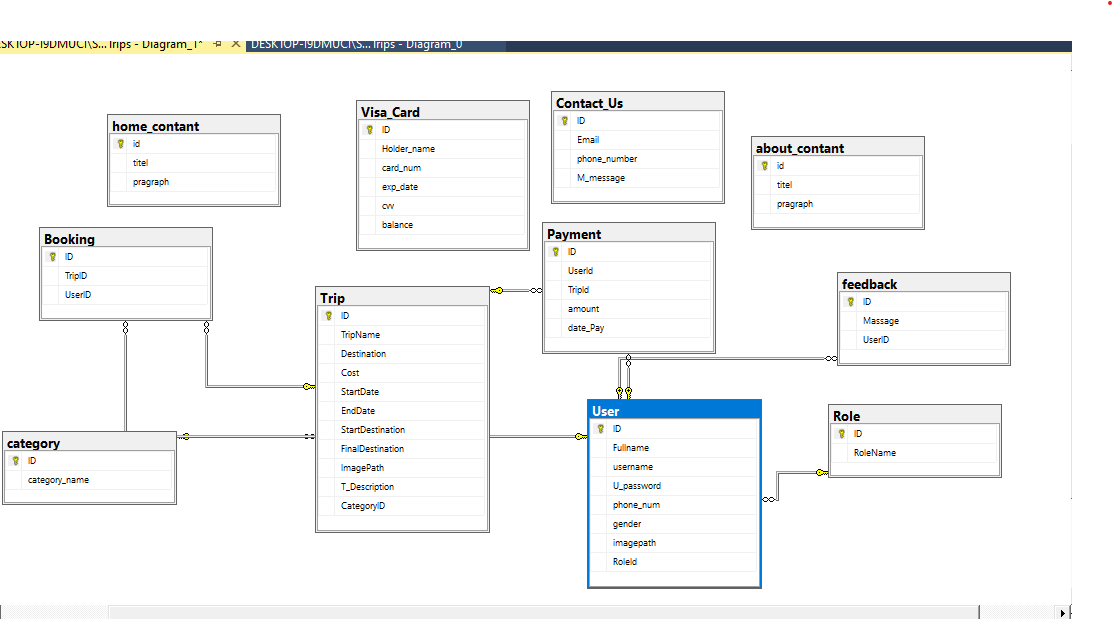 ESKTOP-I9DMUCI\S...Trips - Diagram_1*
DESKTOP-I9DMUCI\S...Trips - Diagram_0
home_contant
id
titel
pragraph
Visa_Card
ID
Holder_name
card_num
exp_date
cvv
balance
Contact_Us
ID
Email
phone_number
M_message
about_contant
id
titel
pragraph
Booking
ID
TripID
UserID
Payment
ID
UserId
TripId
amount
date_Pay
feedback
ID
Massage
UserID
Trip
ID
TripName
Destination
Cost
StartDate
EndDate
StartDestination
FinalDestination
ImagePath
T_Description
CategoryID
category
ID
category_name
User
ID
Fullname
username
U_password
phone_num
gender
imagepath
RoleId
Role
ID
RoleName